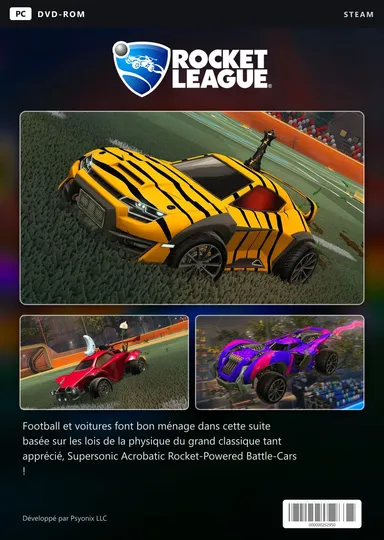 PC DVD-ROM STEAM
ROCKET
LEAGUE®
Football et voitures font bon ménage dans cette suite
basée sur les lois de la physique du grand classique tant
apprécié, Supersonic Acrobatic Rocket-Powered Battle-Cars
!
Développé par Psyonix LLC
000000252950